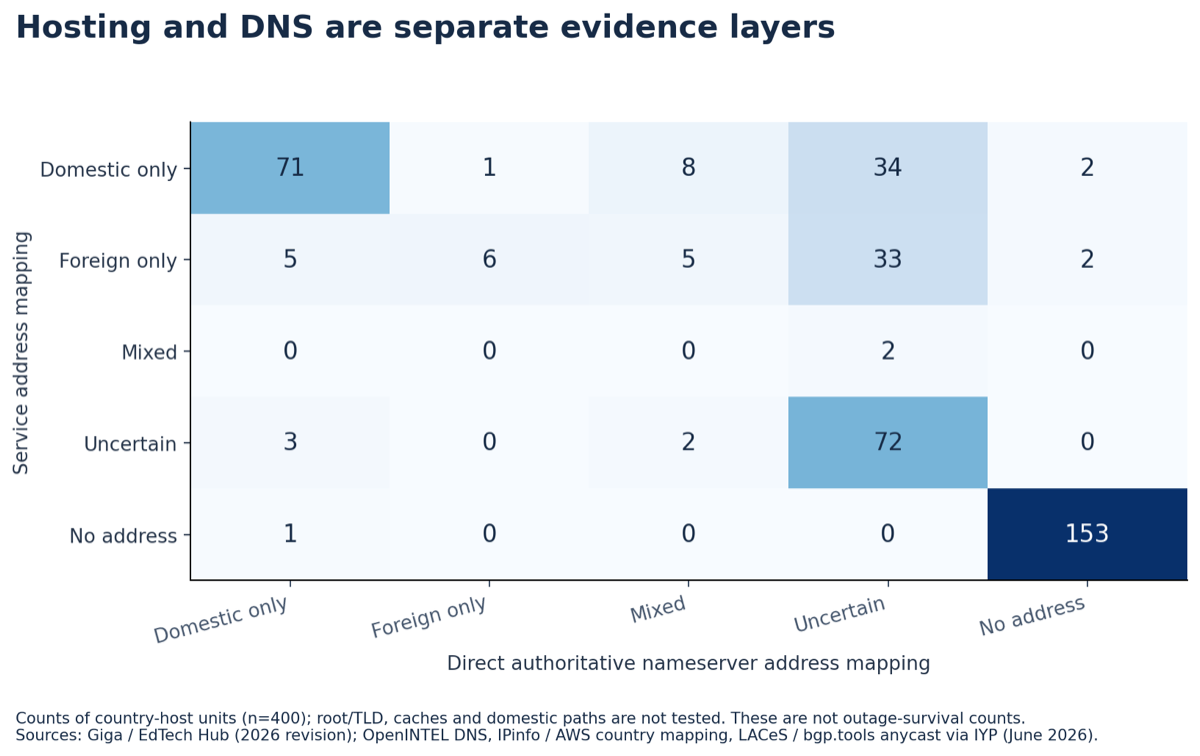 Hosting and DNS are separate evidence layers
Service address mapping
Domestic only 71 1 8 34 2
Foreign only 5 6 5 33 2
Mixed 0 0 0 2 0
Uncertain 3 0 2 72 0
No address 1 0 0 0 153
Domestic only Foreign only Mixed Uncertain No address
Direct authoritative nameserver address mapping
Counts of country-host units (n=400); root/TLD, caches and domestic paths are not tested. These are not outage-survival counts.
Sources: Giga / EdTech Hub (2026 revision); OpenINTEL DNS, IPinfo / AWS country mapping, LACeS / bgp.tools anycast via IYP (June 2026).